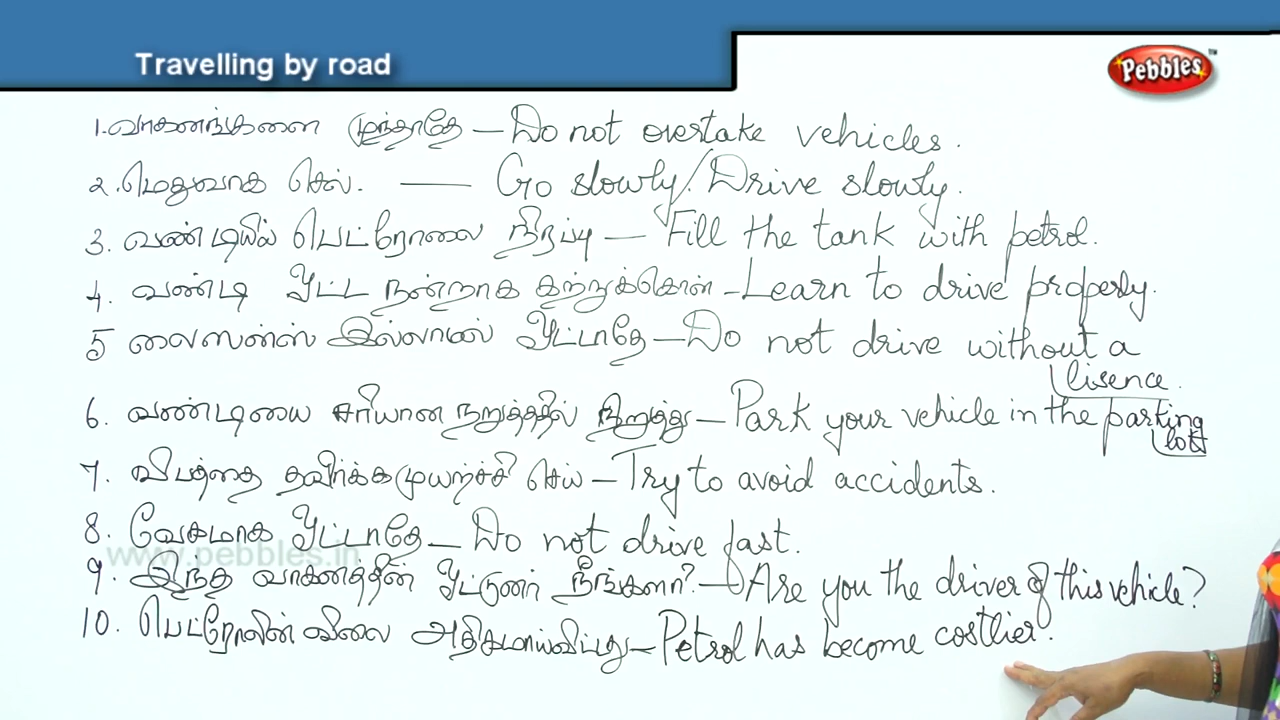 Travelling by road
Pebbles™
1. வாகனங்களை முந்தாதே – Do not overtake vehicles.
2. மெதுவாக செல். — Go slowly/Drive slowly.
3. வண்டியில் பெட்ரோலை நிரப்பு – Fill the tank with petrol.
4. வண்டி ஓட்ட நன்றாக கற்றுக்கொள் – Learn to drive properly.
5 லைஸன்ஸ் இல்லாமல் ஓட்டாதே – Do not drive without a
lisence.
6. வண்டியை சரியான நிறுத்தத்தில் நிறுத்து – Park your vehicle in the parking
lot
7. விபத்தை தவிர்க்க முயற்ச்சி செய் – Try to avoid accidents.
8. வேகமாக ஓட்டாதே – Do not drive fast.
www.pebbles.in
9. இந்த வாகனத்தின் ஓட்டுனர் நீங்களா? – Are you the driver of this vehicle?
10. பெட்ரோலின் விலை அதிகமாய்விட்டது – Petrol has become costlier.